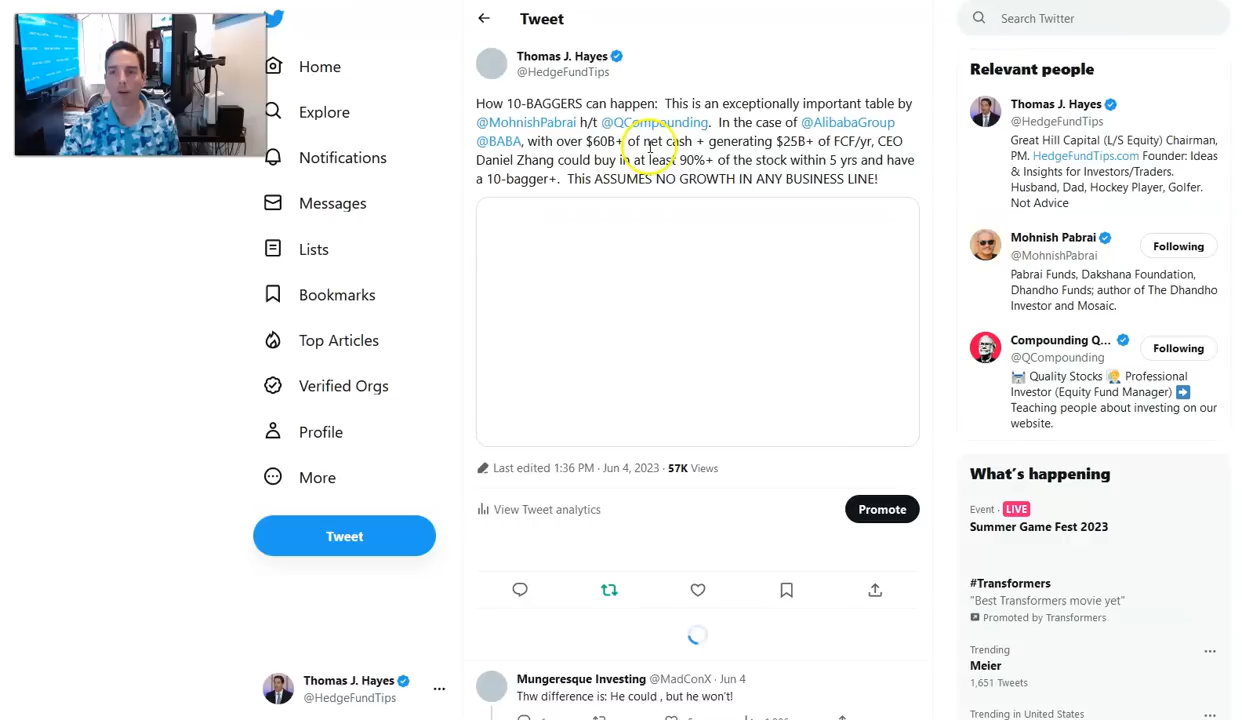 Home
Explore
Notifications
Messages
Lists
Bookmarks
Top Articles
Verified Orgs
Profile
More
Tweet
Thomas J. Hayes
@HedgeFundTips
Tweet
Thomas J. Hayes
@HedgeFundTips
How 10-BAGGERS can happen: This is an exceptionally important table by
@MohnishPabrai h/t @QCompounding. In the case of @AlibabaGroup
@BABA, with over $60B+ of net cash + generating $25B+ of FCF/yr, CEO
Daniel Zhang could buy in at least 90%+ of the stock within 5 yrs and have
a 10-bagger+. This ASSUMES NO GROWTH IN ANY BUSINESS LINE!
Last edited 1:36 PM · Jun 4, 2023 · 57K Views
View Tweet analytics
Promote
Mungeresque Investing @MadConX · Jun 4
Thw difference is: He could , but he won't!
Search Twitter
Relevant people
Thomas J. Hayes
@HedgeFundTips
Great Hill Capital (L/S Equity) Chairman,
PM. HedgeFundTips.com Founder: Ideas
& Insights for Investors/Traders.
Husband, Dad, Hockey Player, Golfer.
Not Advice
Mohnish Pabrai
@MohnishPabrai
Following
Pabrai Funds, Dakshana Foundation,
Dhandho Funds; author of The Dhandho
Investor and Mosaic.
Compounding Q...
@QCompounding
Following
Quality Stocks Professional
Investor (Equity Fund Manager)
Teaching people about investing on our
website.
What's happening
Event · LIVE
Summer Game Fest 2023
#Transformers
"Best Transformers movie yet"
Promoted by Transformers
Trending
Meier
1,651 Tweets
Trending in United States